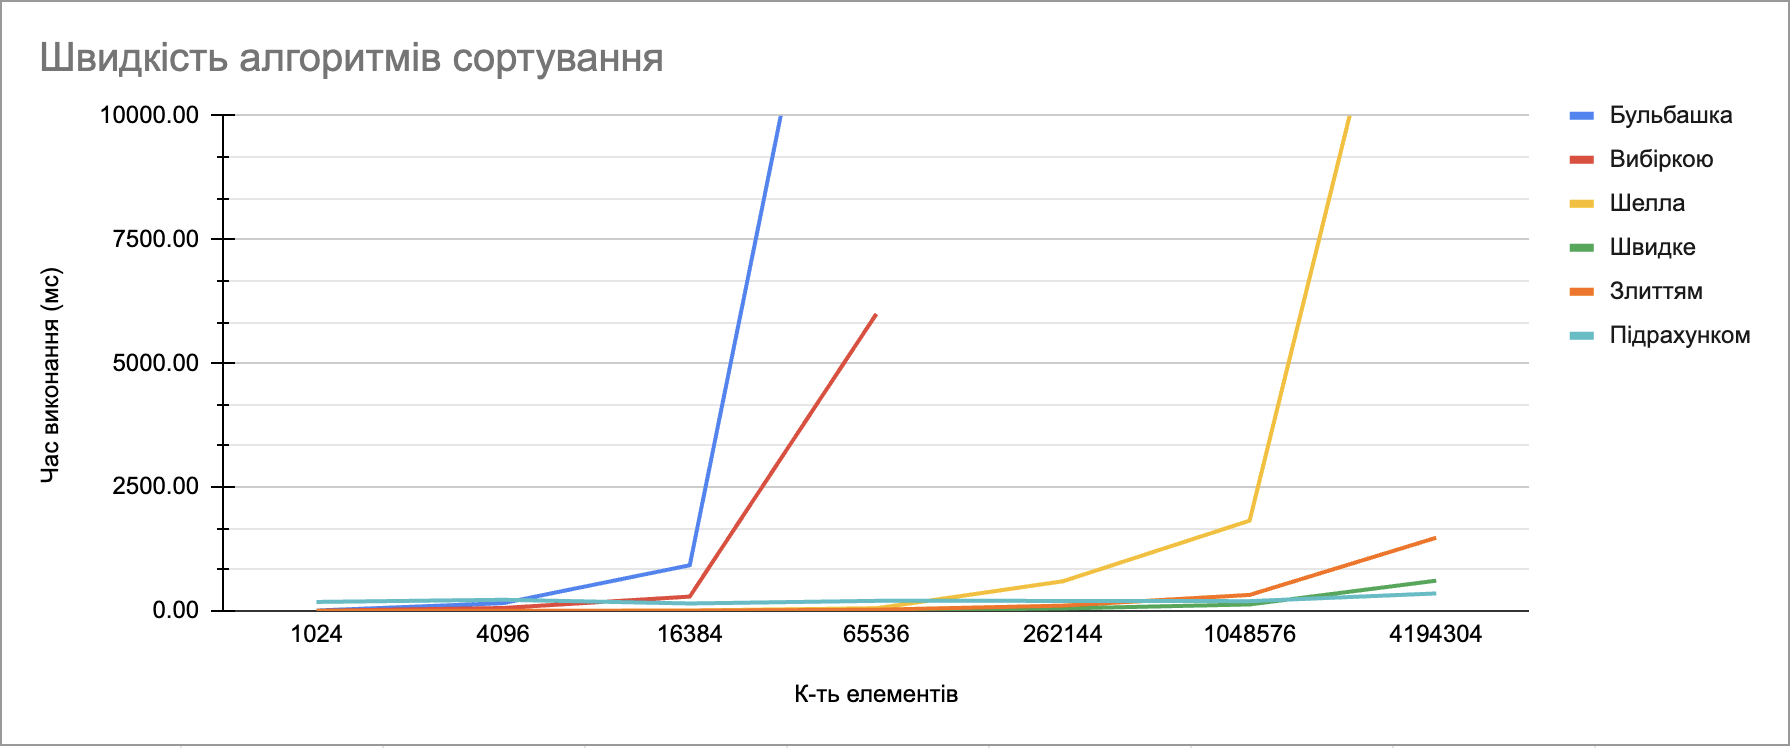 Швидкість алгоритмів сортування
10000.00
7500.00
5000.00
2500.00
0.00
Час виконання (мс)
1024 4096 16384 65536 262144 1048576 4194304
К-ть елементів
Бульбашка
Вибіркою
Шелла
Швидке
Злиттям
Підрахунком